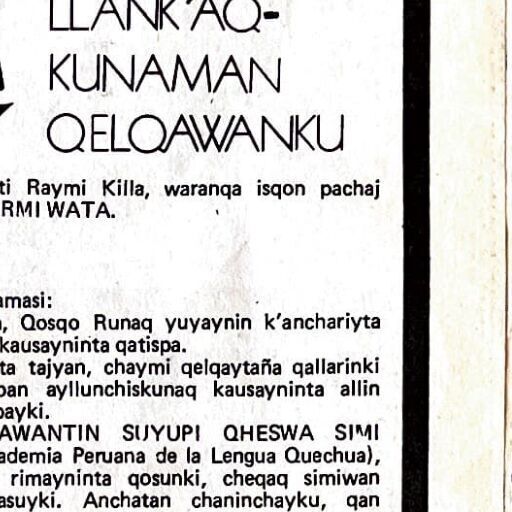 LLANK'AQ-
KUNAMAN
QELQAWANKU
ti Raymi Killa, waranqa isqon pachaj
RMI WATA.
amasi:
, Qosqo Runaq yuyaynin k'anchariyta
kausayninta qatispa.
ta tajyan, chaymi qelqaytaña qallarinki
pan ayllunchiskunaq kausayninta allin
payki.
AWANTIN SUYUPI QHESWA SIMI
ademia Peruana de la Lengua Quechua),
rimayninta qosunki, cheqaq simiwan
asuyki. Anchatan chaninchayku, qan